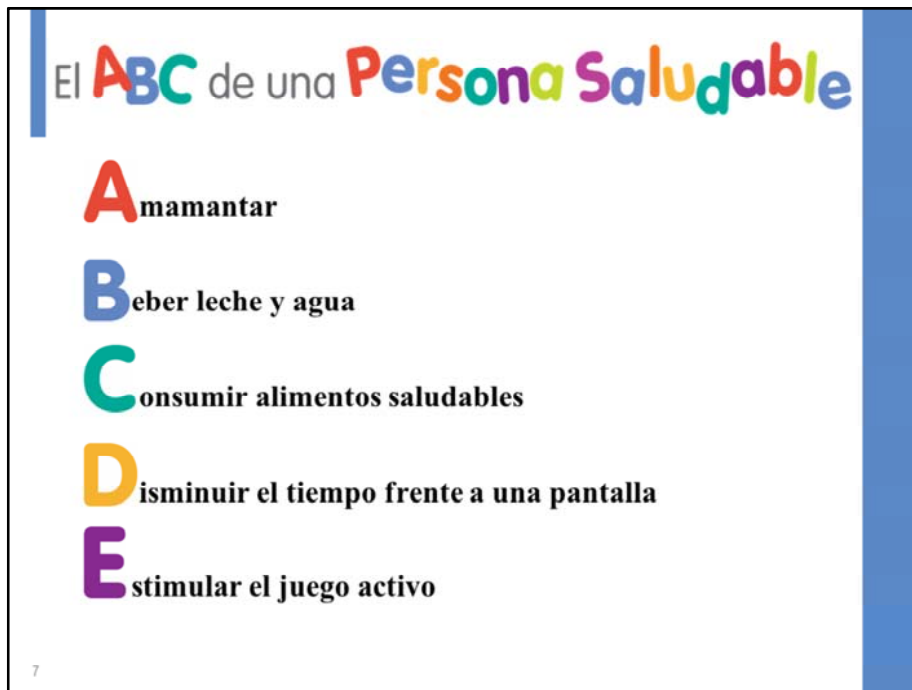 El ABC de una Persona Saludable
Amamantar
Beber leche y agua
Consumir alimentos saludables
Disminuir el tiempo frente a una pantalla
Estimular el juego activo
7